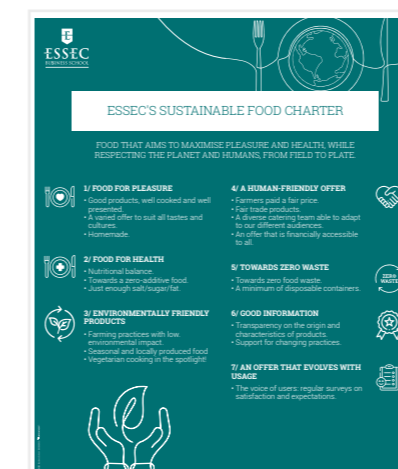 ESSEC
BUSINESS SCHOOL
ESSEC'S SUSTAINABLE FOOD CHARTER
FOOD THAT AIMS TO MAXIMISE PLEASURE AND HEALTH, WHILE
RESPECTING THE PLANET AND HUMANS, FROM FIELD TO PLATE.
1/ FOOD FOR PLEASURE
• Good products, well cooked and well
presented.
• A varied offer to suit all tastes and
cultures.
• Homemade.
2/ FOOD FOR HEALTH
• Nutritional balance.
• Towards a zero-additive food.
• Just enough salt/sugar/fat.
3/ ENVIRONMENTALLY FRIENDLY
PRODUCTS
• Farming practices with low
environmental impact.
• Seasonal and locally produced food
• Vegetarian cooking in the spotlight!
4/ A HUMAN-FRIENDLY OFFER
• Farmers paid a fair price.
• Fair trade products.
• A diverse catering team able to adapt
to our different audiences.
• An offer that is financially accessible
to all.
5/ TOWARDS ZERO WASTE
• Towards zero food waste.
• A minimum of disposable containers.
ZERO
WASTE
6/ GOOD INFORMATION
• Transparency on the origin and
characteristics of products.
• Support for changing practices.
7/ AN OFFER THAT EVOLVES WITH
USAGE
• The voice of users: regular surveys on
satisfaction and expectations.